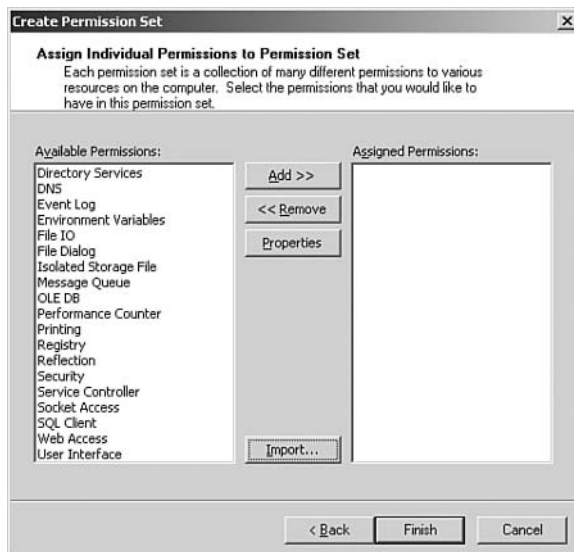 Create Permission Set
Assign Individual Permissions to Permission Set
Each permission set is a collection of many different permissions to various
resources on the computer. Select the permissions that you would like to
have in this permission set.
Available Permissions:
Directory Services
DNS
Event Log
Environment Variables
File IO
File Dialog
Isolated Storage File
Message Queue
OLE DB
Performance Counter
Printing
Registry
Reflection
Security
Service Controller
Socket Access
SQL Client
Web Access
User Interface
Add >>
<< Remove
Properties
Import...
Assigned Permissions:
< Back
Finish
Cancel